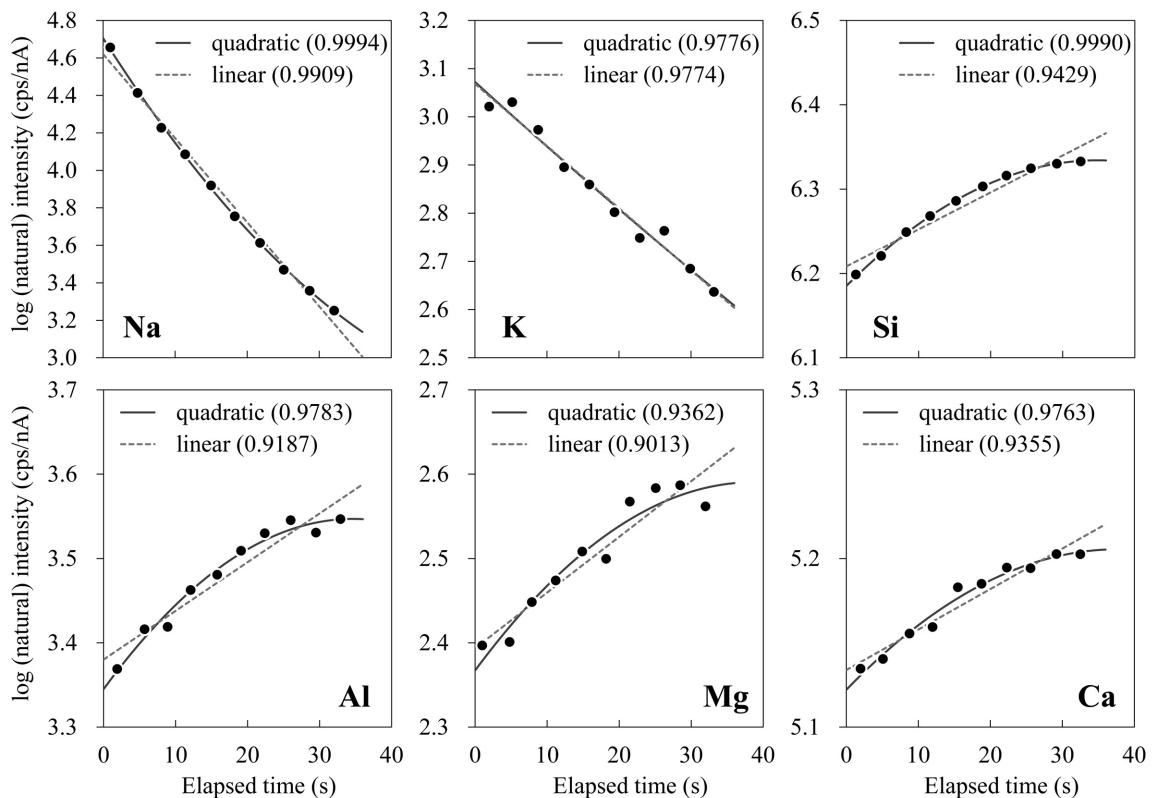 log (natural) intensity (cps/nA)
4.8
4.6
4.4
4.2
4.0
3.8
3.6
3.4
3.2
3.0
quadratic (0.9994)
linear (0.9909)
Na
3.2
3.1
3.0
2.9
2.8
2.7
2.6
2.5
quadratic (0.9776)
linear (0.9774)
K
6.5
6.4
6.3
6.2
6.1
quadratic (0.9990)
linear (0.9429)
Si
0 10 20 30 40
log (natural) intensity (cps/nA)
3.7
3.6
3.5
3.4
3.3
quadratic (0.9783)
linear (0.9187)
Al
0 10 20 30 40
Elapsed time (s)
2.7
2.6
2.5
2.4
2.3
quadratic (0.9362)
linear (0.9013)
Mg
0 10 20 30 40
Elapsed time (s)
5.3
5.2
5.1
quadratic (0.9763)
linear (0.9355)
Ca
0 10 20 30 40
Elapsed time (s)